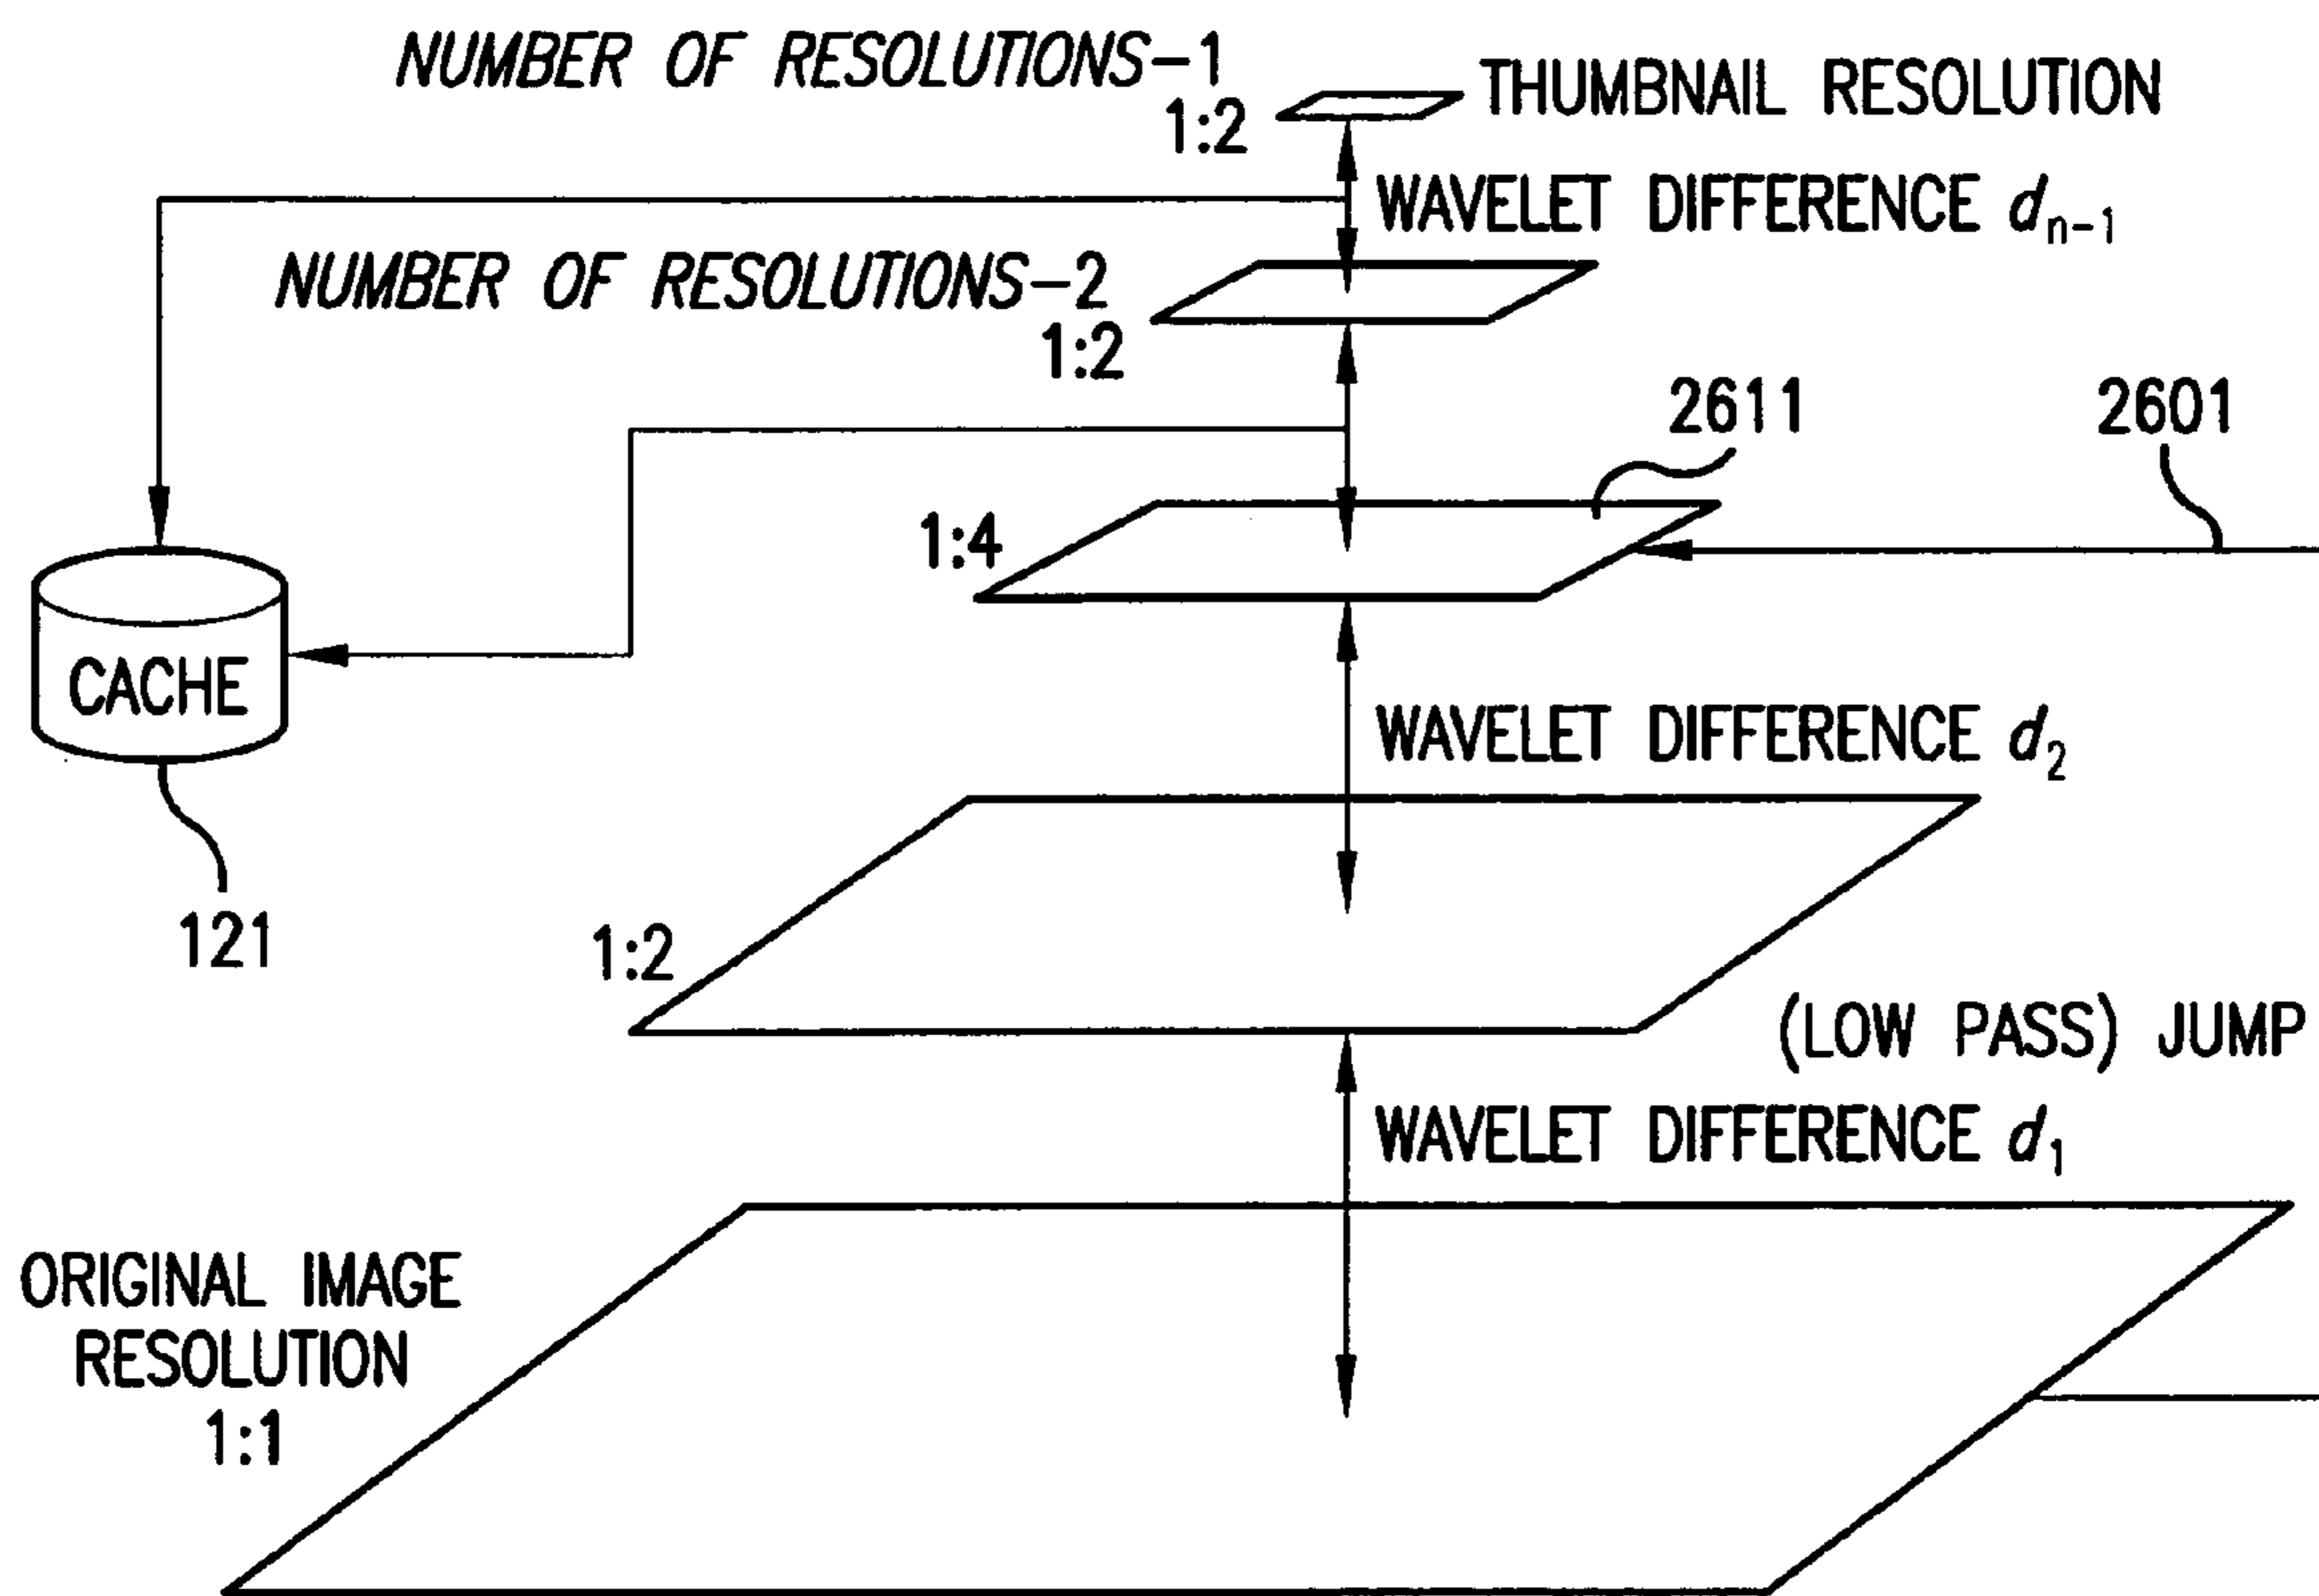 NUMBER OF RESOLUTIONS-1
1:2
THUMBNAIL RESOLUTION
WAVELET DIFFERENCE dn-1
NUMBER OF RESOLUTIONS-2
1:2
2611
2601
1:4
CACHE
WAVELET DIFFERENCE d2
121
1:2
(LOW PASS) JUMP
WAVELET DIFFERENCE d1
ORIGINAL IMAGE
RESOLUTION
1:1